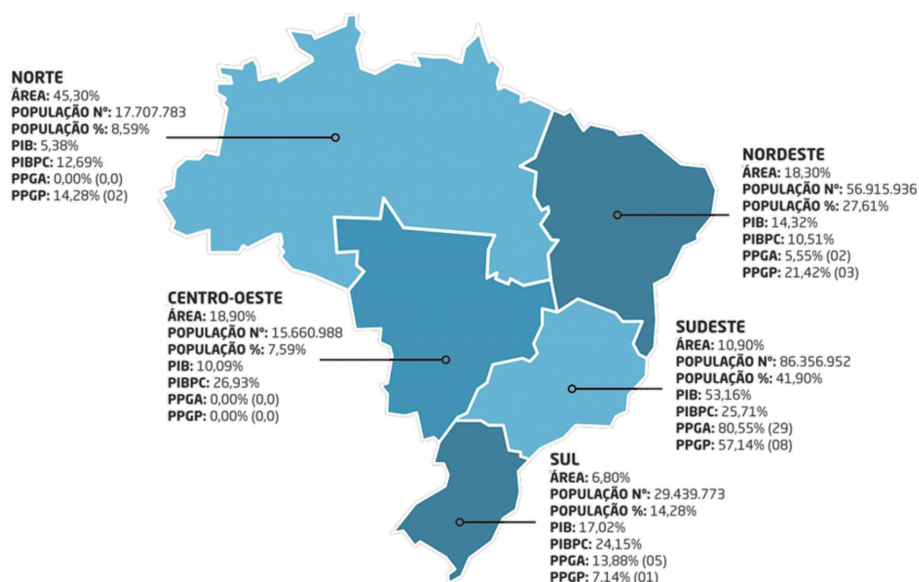 NORTE
ÁREA: 45,30%
POPULAÇÃO Nº: 17.707.783
POPULAÇÃO %: 8,59%
PIB: 5,38%
PIBPC: 12,69%
PPGA: 0,00% (0,0)
PPGP: 14,28% (02)
NORDESTE
ÁREA: 18,30%
POPULAÇÃO Nº: 56.915.936
POPULAÇÃO %: 27,61%
PIB: 14,32%
PIBPC: 10,51%
PPGA: 5,55% (02)
PPGP: 21,42% (03)
CENTRO-OESTE
ÁREA: 18,90%
POPULAÇÃO Nº: 15.660.988
POPULAÇÃO %: 7,59%
PIB: 10,09%
PIBPC: 26,93%
PPGA: 0,00% (0,0)
PPGP: 0,00% (0,0)
SUDESTE
ÁREA: 10,90%
POPULAÇÃO Nº: 86.356.952
POPULAÇÃO %: 41,90%
PIB: 53,16%
PIBPC: 25,71%
PPGA: 80,55% (29)
PPGP: 57,14% (08)
SUL
ÁREA: 6,80%
POPULAÇÃO Nº: 29.439.773
POPULAÇÃO %: 14,28%
PIB: 17,02%
PIBPC: 24,15%
PPGA: 13,88% (05)
PPGP: 7,14% (01)